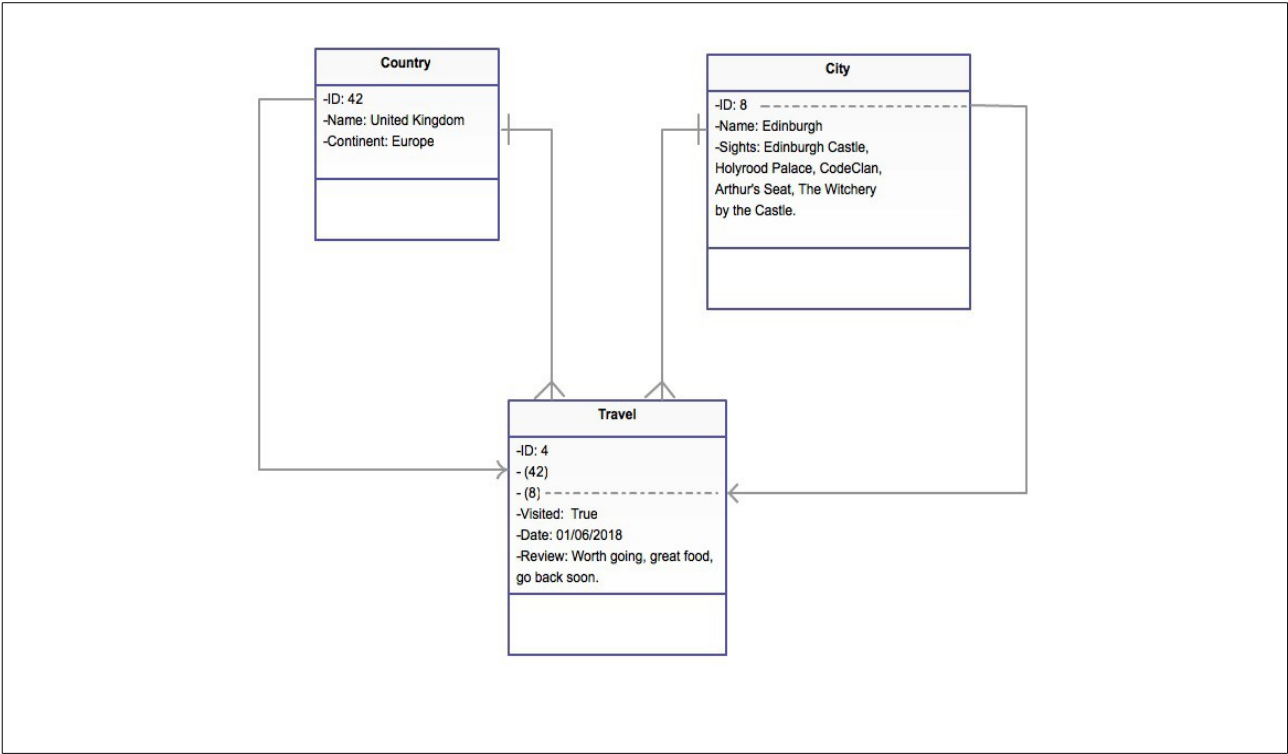 Country
-ID: 42
-Name: United Kingdom
-Continent: Europe
City
-ID: 8
-Name: Edinburgh
-Sights: Edinburgh Castle,
Holyrood Palace, CodeClan,
Arthur's Seat, The Witchery
by the Castle.
Travel
-ID: 4
- (42)
- (8)
-Visited: True
-Date: 01/06/2018
-Review: Worth going, great food,
go back soon.